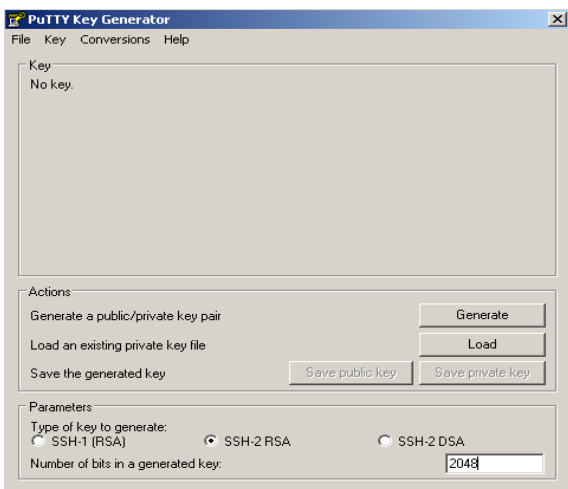 PuTTY Key Generator
File Key Conversions Help
Key
No key.
Actions
Generate a public/private key pair Generate
Load an existing private key file Load
Save the generated key Save public key Save private key
Parameters
Type of key to generate:
SSH-1 (RSA) SSH-2 RSA SSH-2 DSA
Number of bits in a generated key: 2048